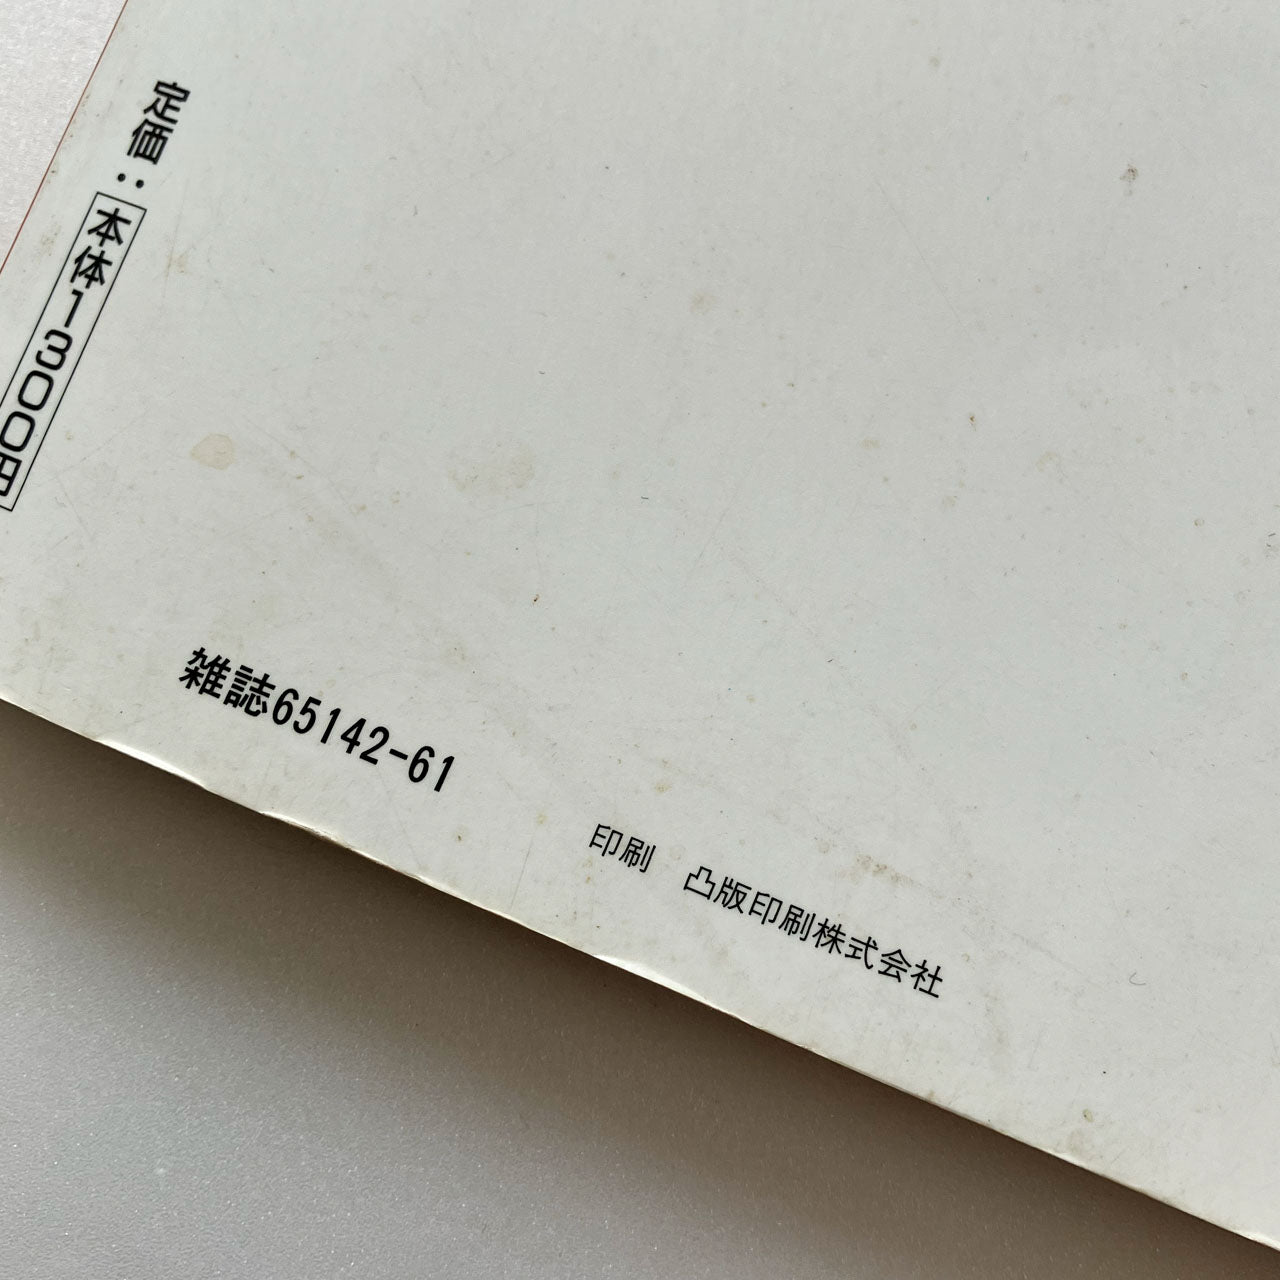 定価：本体1300円
雑誌65142-61
印刷　凸版印刷株式会社